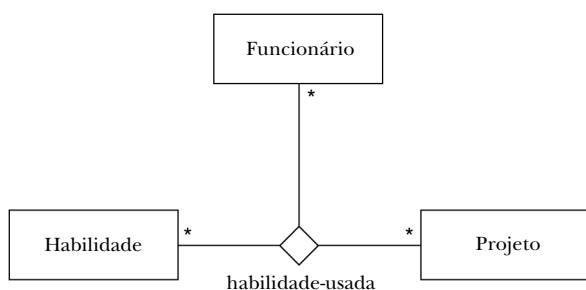 Funcionário
*
Habilidade
*
*
Projeto
habilidade-usada